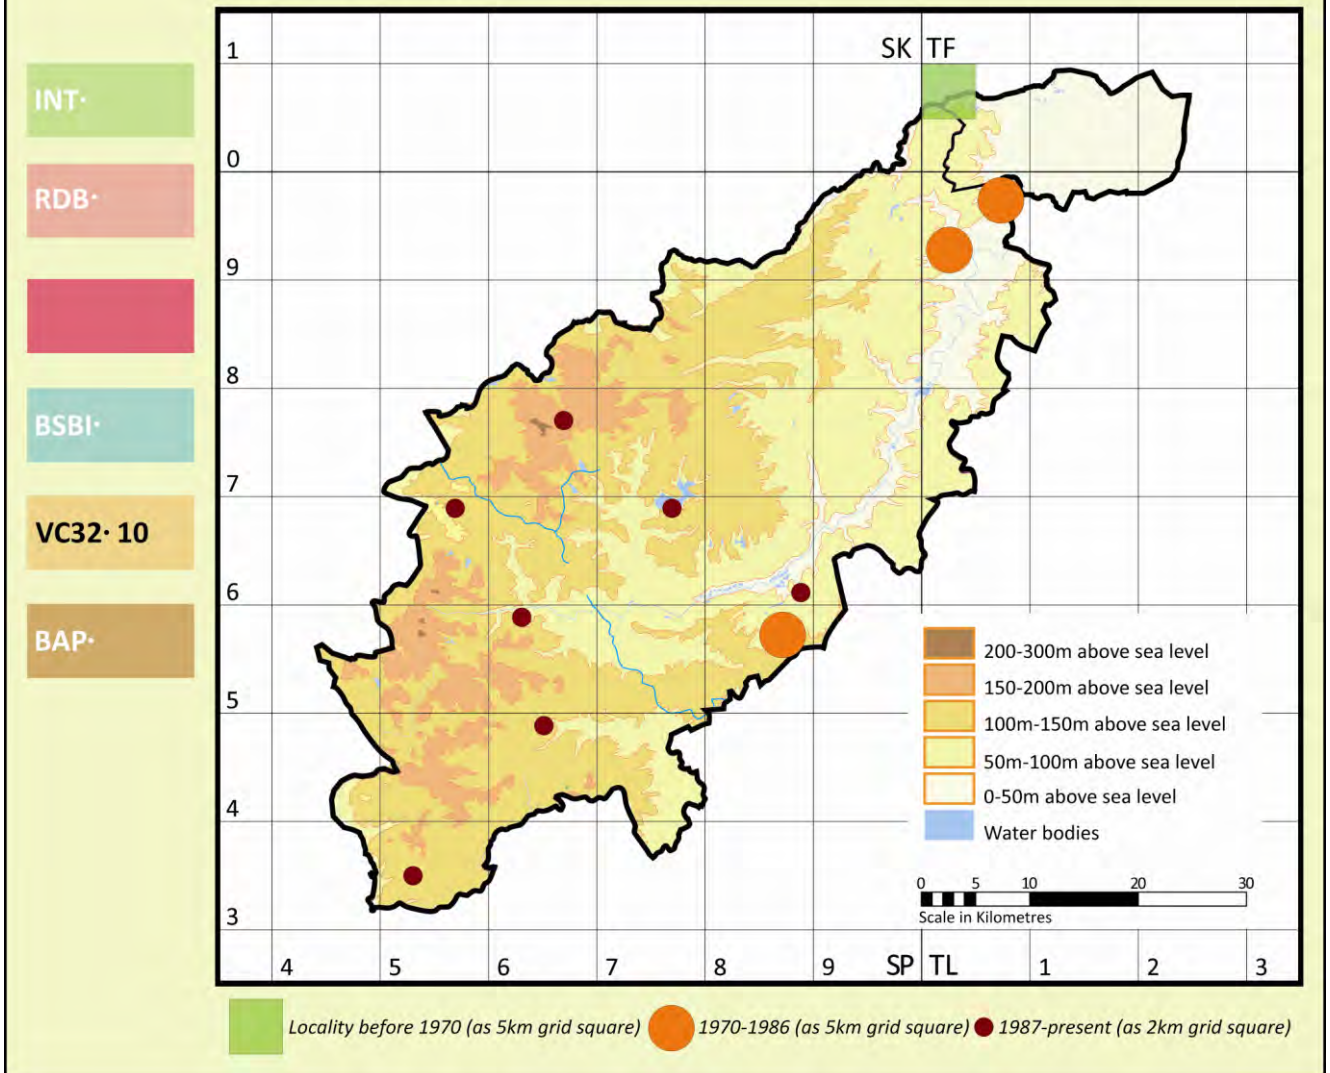 INT·
RDB·
BSBI·
VC32· 10
BAP·
SK TF
1
0
9
8
7
6
5
4
3
4 5 6 7 8 9 SP TL 1 2 3
200-300m above sea level
150-200m above sea level
100m-150m above sea level
50m-100m above sea level
0-50m above sea level
Water bodies
0 5 10 20 30
Scale in Kilometres
Locality before 1970 (as 5km grid square) 1970-1986 (as 5km grid square) 1987-present (as 2km grid square)